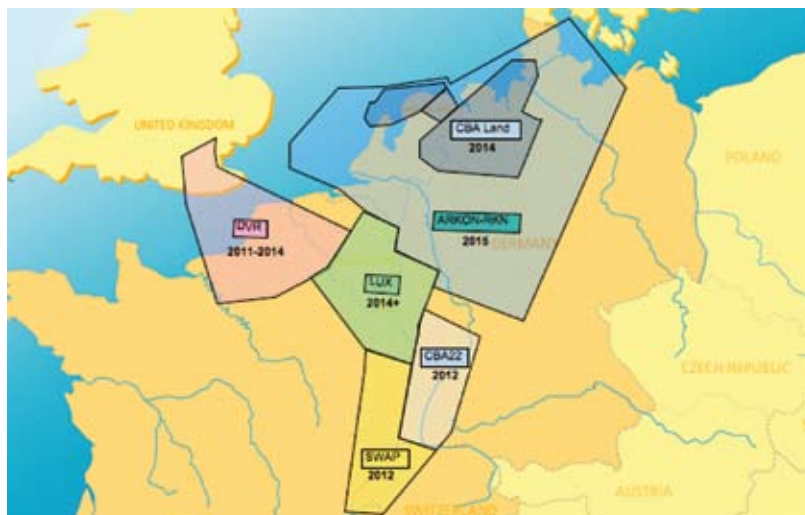 UNITED KINGDOM
CBA Land
2014
POLAND
DVR
2011-2014
ARKON-RKN
2015
GERMANY
LUX
2014+
CBA22
2012
CZECH REPUBLIC
SWAP
2012
AUSTRIA
SWITZERLAND